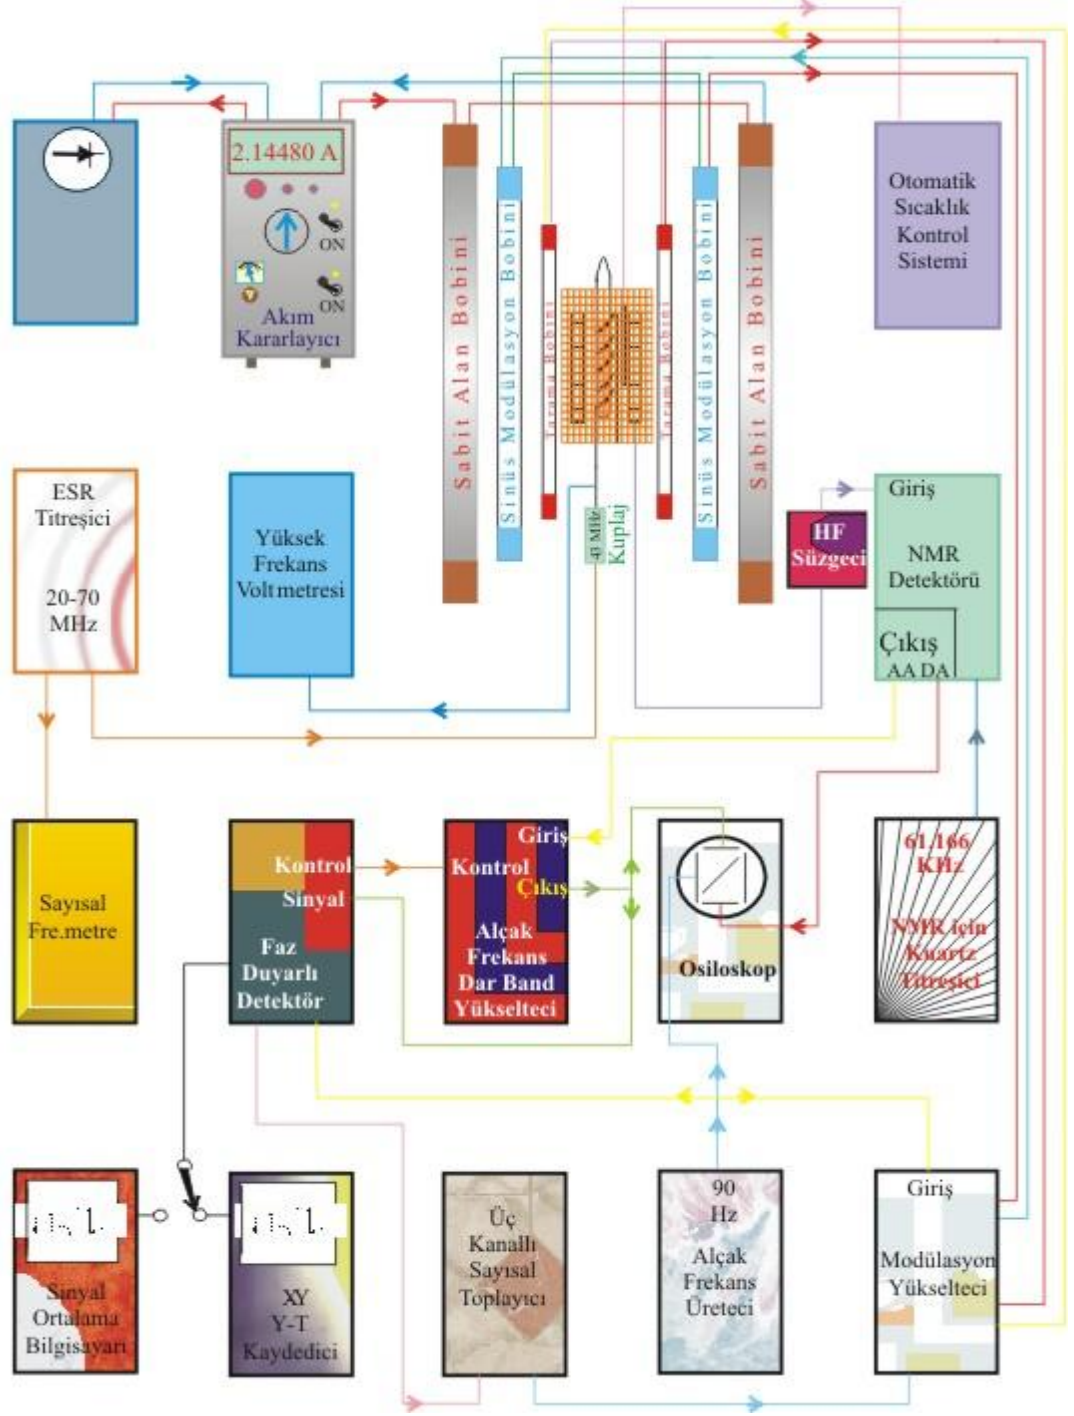 2.14480 A
ON
ON
Akım
Kararlayıcı
Sabit Alan Bobini
Sinüs Modülasyon Bobini
Tarama Bobini
Tarama Bobini
Sinüs Modülasyon Bobini
Sabit Alan Bobini
Otomatik
Sıcaklık
Kontrol
Sistemi
ESR
Titreşici
20-70
MHz
Yüksek
Frekans
Voltmetresi
43 MHz
Kuplaj
HF
Süzgeci
Giriş
NMR
Detektörü
Çıkış
AA DA
Sayısal
Fre.metre
Kontrol
Sinyal
Faz
Duyarlı
Detektör
Giriş
Kontrol
Çıkış
Alçak
Frekans
Dar Band
Yükselteci
Osiloskop
61.166
KHz
NMR için
Kuartz
Titreşici
Sinyal
Ortalama
Bilgisayarı
XY
Y-T
Kaydedici
Üç
Kanallı
Sayısal
Toplayıcı
90
Hz
Alçak
Frekans
Üreteci
Giriş
Modülasyon
Yükselteci